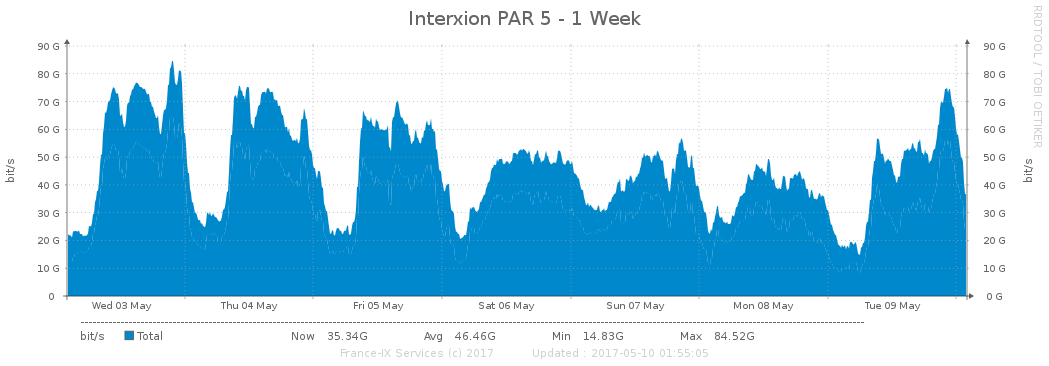 Interxion PAR 5 - 1 Week
RRDTOOL / TOBI OETIKER
90 G 90 G
80 G 80 G
70 G 70 G
60 G 60 G
50 G 50 G
40 G 40 G
30 G 30 G
20 G 20 G
10 G 10 G
0 0 G
bit/s bit/s
Wed 03 May Thu 04 May Fri 05 May Sat 06 May Sun 07 May Mon 08 May Tue 09 May
bit/s Total Now 35.34G Avg 46.46G Min 14.83G Max 84.52G
France-IX Services (c) 2017 Updated : 2017-05-10 01:55:05